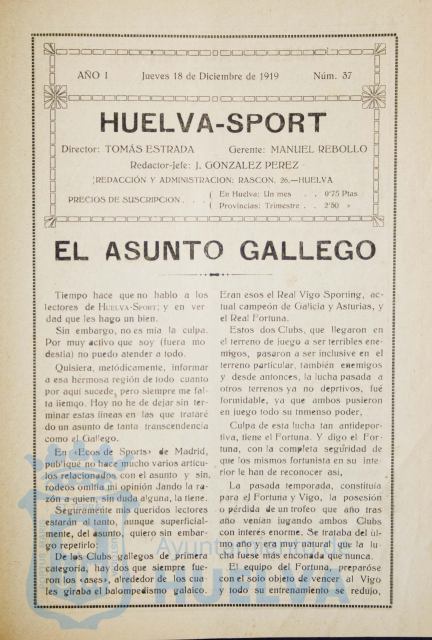 AÑO I
Jueves 18 de Diciembre de 1919
Núm. 37
HUELVA-SPORT
Director: TOMÁS ESTRADA
Gerente: MANUEL REBOLLO
Redactor-jefe: J. GONZALEZ PEREZ
REDACCIÓN Y ADMINISTRACION: RASCON, 26.—HUELVA
PRECIOS DE SUSCRIPCION. . . { En Huelva: Un mes . . 0'75 Ptas
Provincias: Trimestre . . 2'50 »
EL ASUNTO GALLEGO
Tiempo hace que no hablo a los
lectores de HUELVA-SPORT; y en ver
dad que les hago un bien.
Sin embargo, no es mia la culpa.
Por muy activo que soy (fuera mo
destia) no puedo atender a todo.
Quisiera, metódicamente, informar
a esa hermosa región de todo cuanto
por aquí sucede, pero siempre me fal-
ta tiemqo. Hoy no he de dejar sin ter-
minar estas líneas en las que trataré
do un asunto de tanta transcendencia
como el Gallego.
En «Ecos de Sports» de Madrid,
publiqué no hace mucho varios artícu-
los relacionados con el asunto y sin
rodeos omitia mi opinión dando la ra-
zón a quien, sin duda alguna, la tiene.
Seguramente mis queridos lectores
estarán al tanto, aunque superficial-
mente, del asunto, quiero sin embar-
go repetirlo:
De los Clubs gallegos de primera
categoría, hay dos que siempre fue-
ron los «ases», alrededor de los cua-
les giraba el balompedismo galaico.
Eran esos el Real Vigo Sporting, ac-
tual campeón de Galicia y Asturias, y
el Real Fortuna.
Estos dos Clubs, que llegaron en
el terreno de juego a ser terribles ene-
migos, pasaron a ser inclusive en el
terreno particular, también enemigos
y desde antonces, la lucha pasada a
otros terrenos ya no deprtivos, fué
formidable, ya que ambos pusieron
en juego todo su inmenso poder,
Culpa de esta lucha tan antidepor-
tiva, tiene el Fortuna. Y digo el For-
tuna, con la completa seguridad de
que los mismos fortunista en su inte-
rior le han de reconocer asi,
La pasada temporada, constituía
para el Fortuna y Vigo, la posesión
o pérdida de un trofeo que año tras
año venían jugando ambos Clubs
con interés enorme. Se trataba del úl-
mo año y era muy natural que la lu-
cha fuese más econada que nunca.
El equipo del Fortuna, preparóse
con el solo objeto de vencer al Vigo
y todo su entrenamiento se redujo,
HUELVA